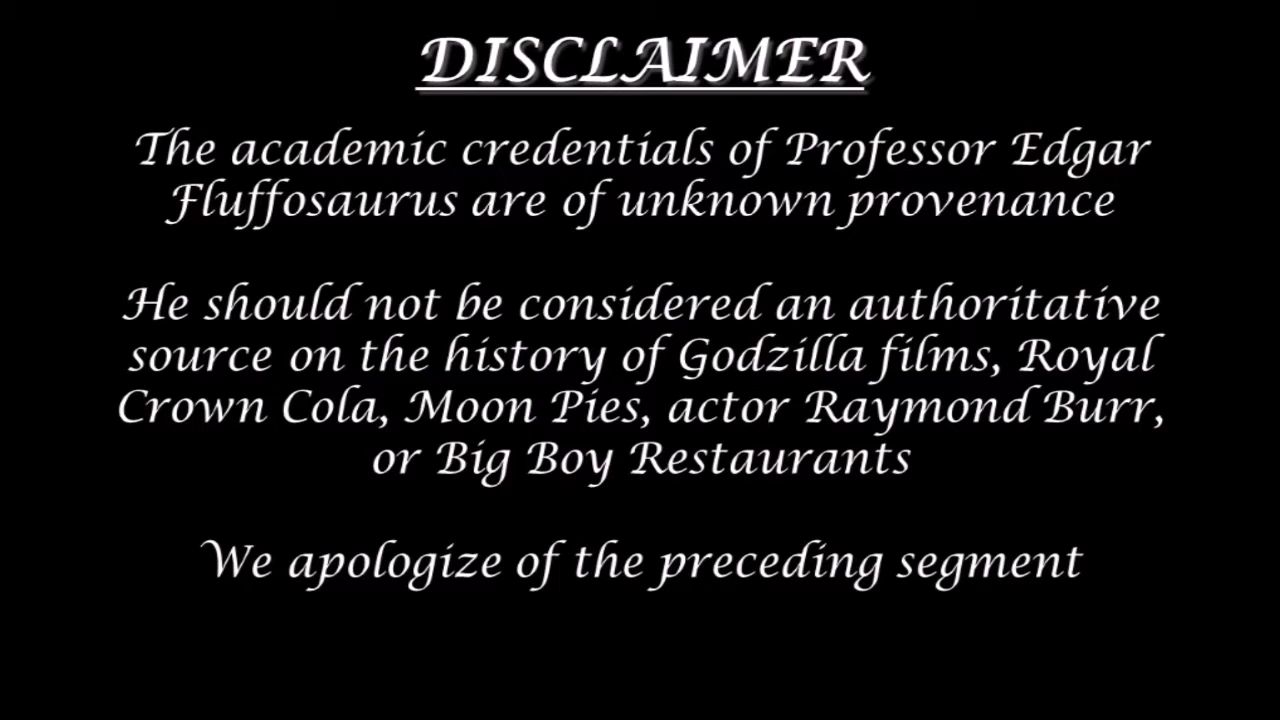 DISCLAIMER
The academic credentials of Professor Edgar
Fluffosaurus are of unknown provenance
He should not be considered an authoritative
source on the history of Godzilla films, Royal
Crown Cola, Moon Pies, actor Raymond Burr,
or Big Boy Restaurants
We apologize of the preceding segment